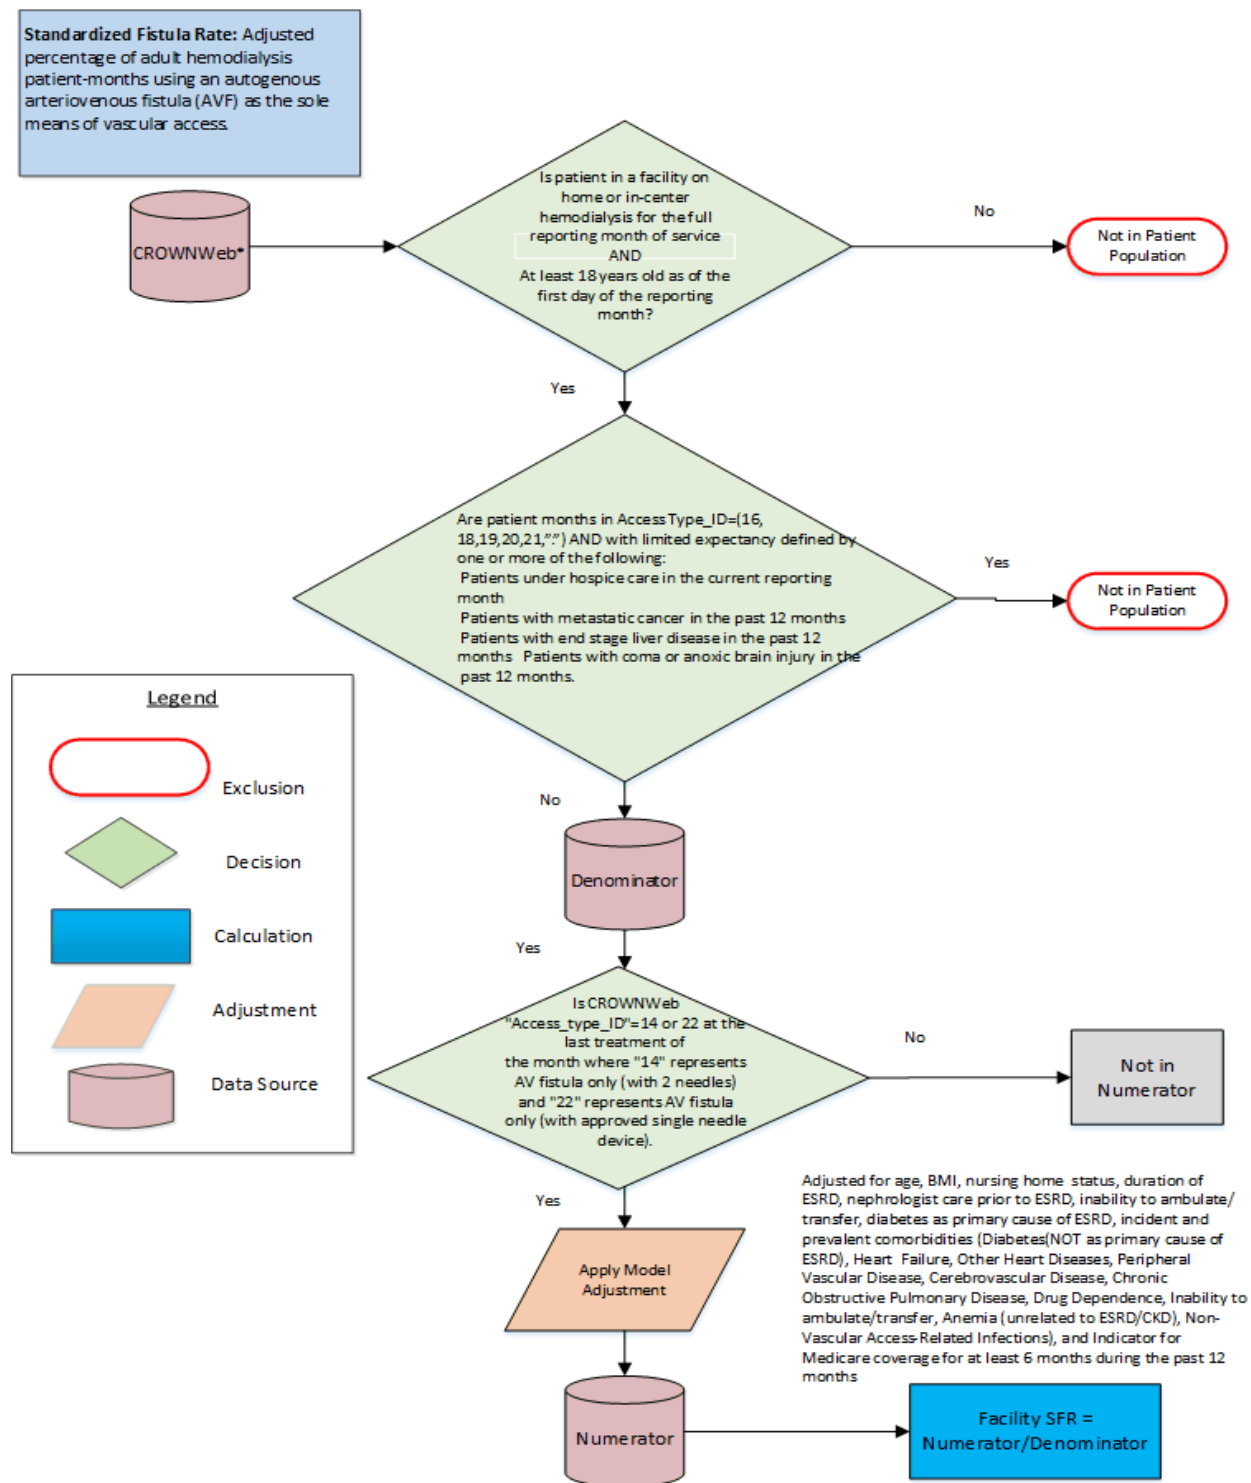 Standardized Fistula Rate: Adjusted
percentage of adult hemodialysis
patient-months using an autogenous
arteriovenous fistula (AVF) as the sole
means of vascular access.
CROWNWeb*
Is patient in a facility on
home or in-center
hemodialysis for the full
reporting month of service
AND
At least 18 years old as of the
first day of the reporting
month?
No
Not in Patient
Population
Yes
Are patient months in Access Type_ID=(16,
18,19,20,21,".") AND with limited expectancy defined by
one or more of the following:
Patients under hospice care in the current reporting
month
Patients with metastatic cancer in the past 12 months
Patients with end stage liver disease in the past 12
months Patients with coma or anoxic brain injury in the
past 12 months.
Yes
Not in Patient
Population
No
Legend
Exclusion
Decision
Calculation
Adjustment
Data Source
Denominator
Yes
Is CROWNWeb
"Access_type_ID"=14 or 22 at the
last treatment of
the month where "14" represents
AV fistula only (with 2 needles)
and "22" represents AV fistula
only (with approved single needle
device).
No
Not in
Numerator
Yes
Apply Model
Adjustment
Adjusted for age, BMI, nursing home status, duration of
ESRD, nephrologist care prior to ESRD, inability to ambulate/
transfer, diabetes as primary cause of ESRD, incident and
prevalent comorbidities (Diabetes(NOT as primary cause of
ESRD), Heart Failure, Other Heart Diseases, Peripheral
Vascular Disease, Cerebrovascular Disease, Chronic
Obstructive Pulmonary Disease, Drug Dependence, Inability to
ambulate/transfer, Anemia (unrelated to ESRD/CKD), Non-
Vascular Access-Related Infections), and Indicator for
Medicare coverage for at least 6 months during the past 12
months
Numerator
Facility SFR =
Numerator/Denominator